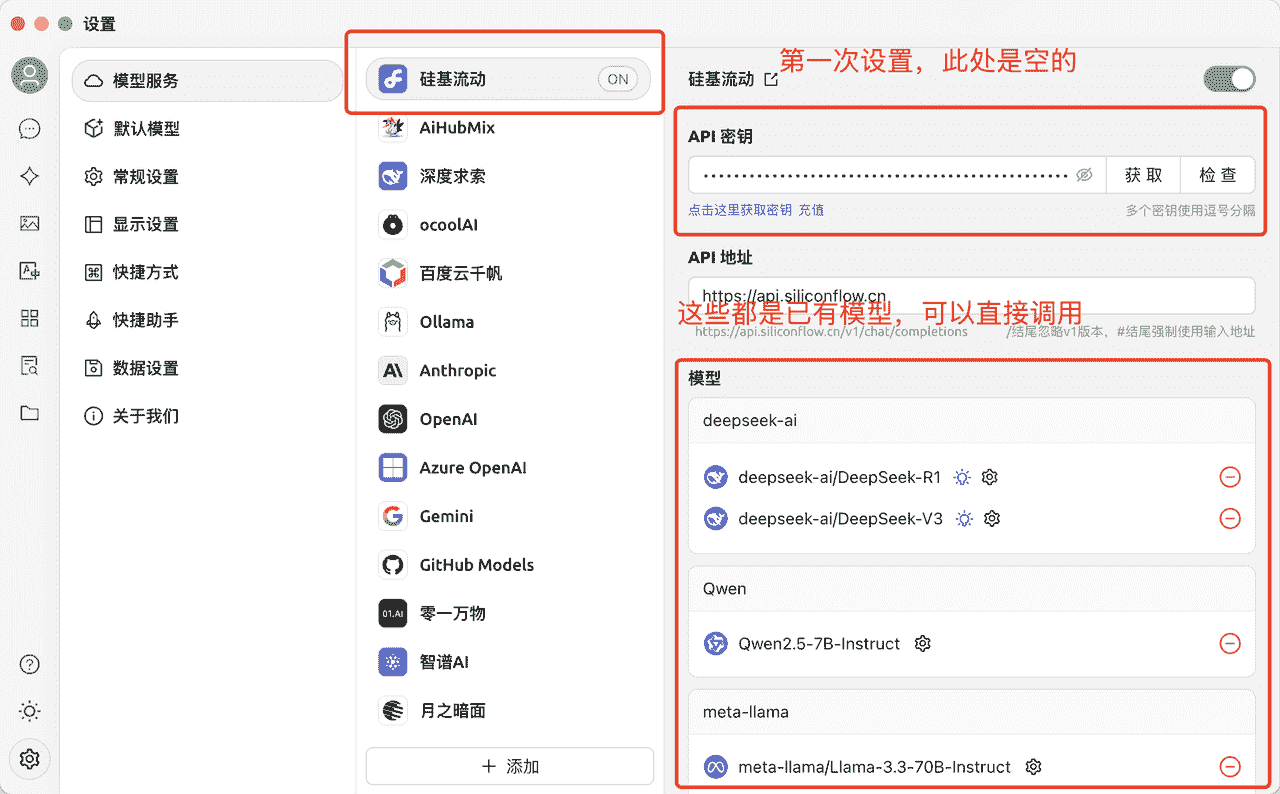 设置
模型服务
默认模型
常规设置
显示设置
快捷方式
快捷助手
数据设置
关于我们
硅基流动 ON
AiHubMix
深度求索
ocoolAI
百度云千帆
Ollama
Anthropic
OpenAI
Azure OpenAI
Gemini
GitHub Models
01.AI 零一万物
智谱AI
月之暗面
添加
第一次设置，此处是空的
硅基流动
API 密钥
获 取 检 查
点击这里获取密钥 充值 多个密钥使用逗号分隔
API 地址
https://api.siliconflow.cn
这些都是已有模型，可以直接调用
https://api.siliconflow.cn/v1/chat/completions /结尾忽略v1版本，#结尾强制使用输入地址
模型
deepseek-ai
deepseek-ai/DeepSeek-R1
deepseek-ai/DeepSeek-V3
Qwen
Qwen2.5-7B-Instruct
meta-llama
meta-llama/Llama-3.3-70B-Instruct